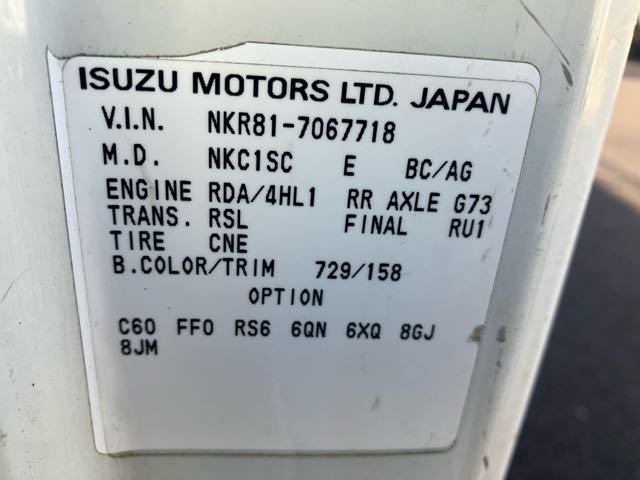 ISUZU MOTORS LTD. JAPAN
V.I.N. NKR81-7067718
M.D. NKC1SC E BC/AG
ENGINE RDA/4HL1 RR AXLE G73
TRANS. RSL FINAL RU1
TIRE CNE
B.COLOR/TRIM 729/158
OPTION
C60 FF0 RS6 6QN 6XQ 8GJ
8JM